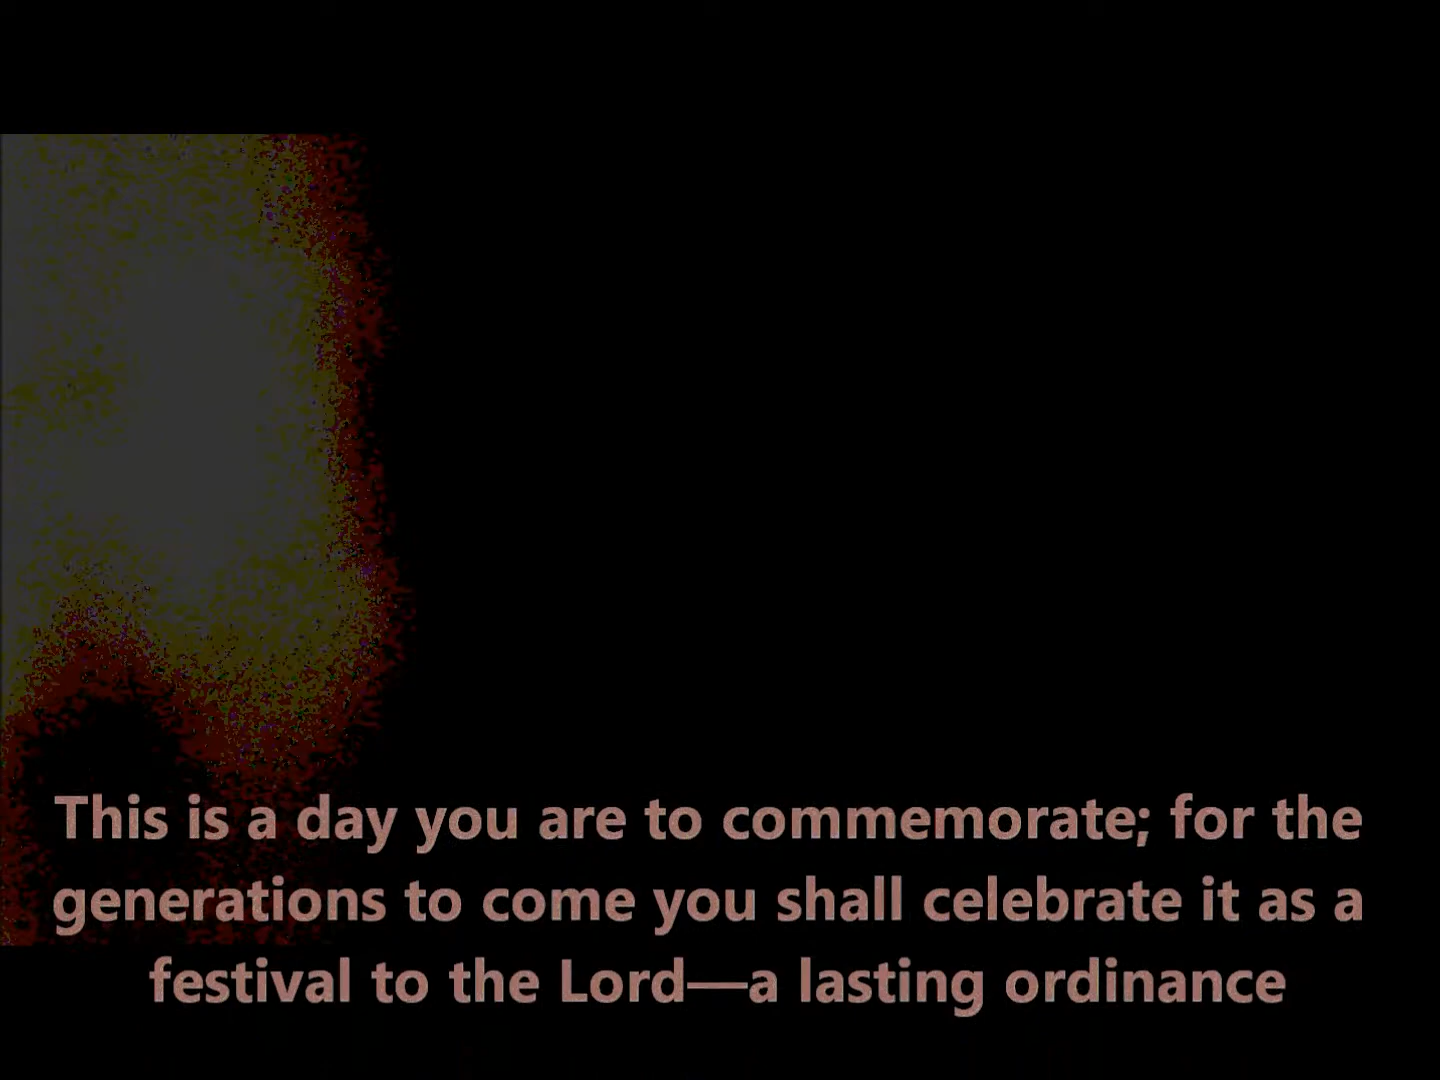 This is a day you are to commemorate; for the
generations to come you shall celebrate it as a
festival to the Lord—a lasting ordinance